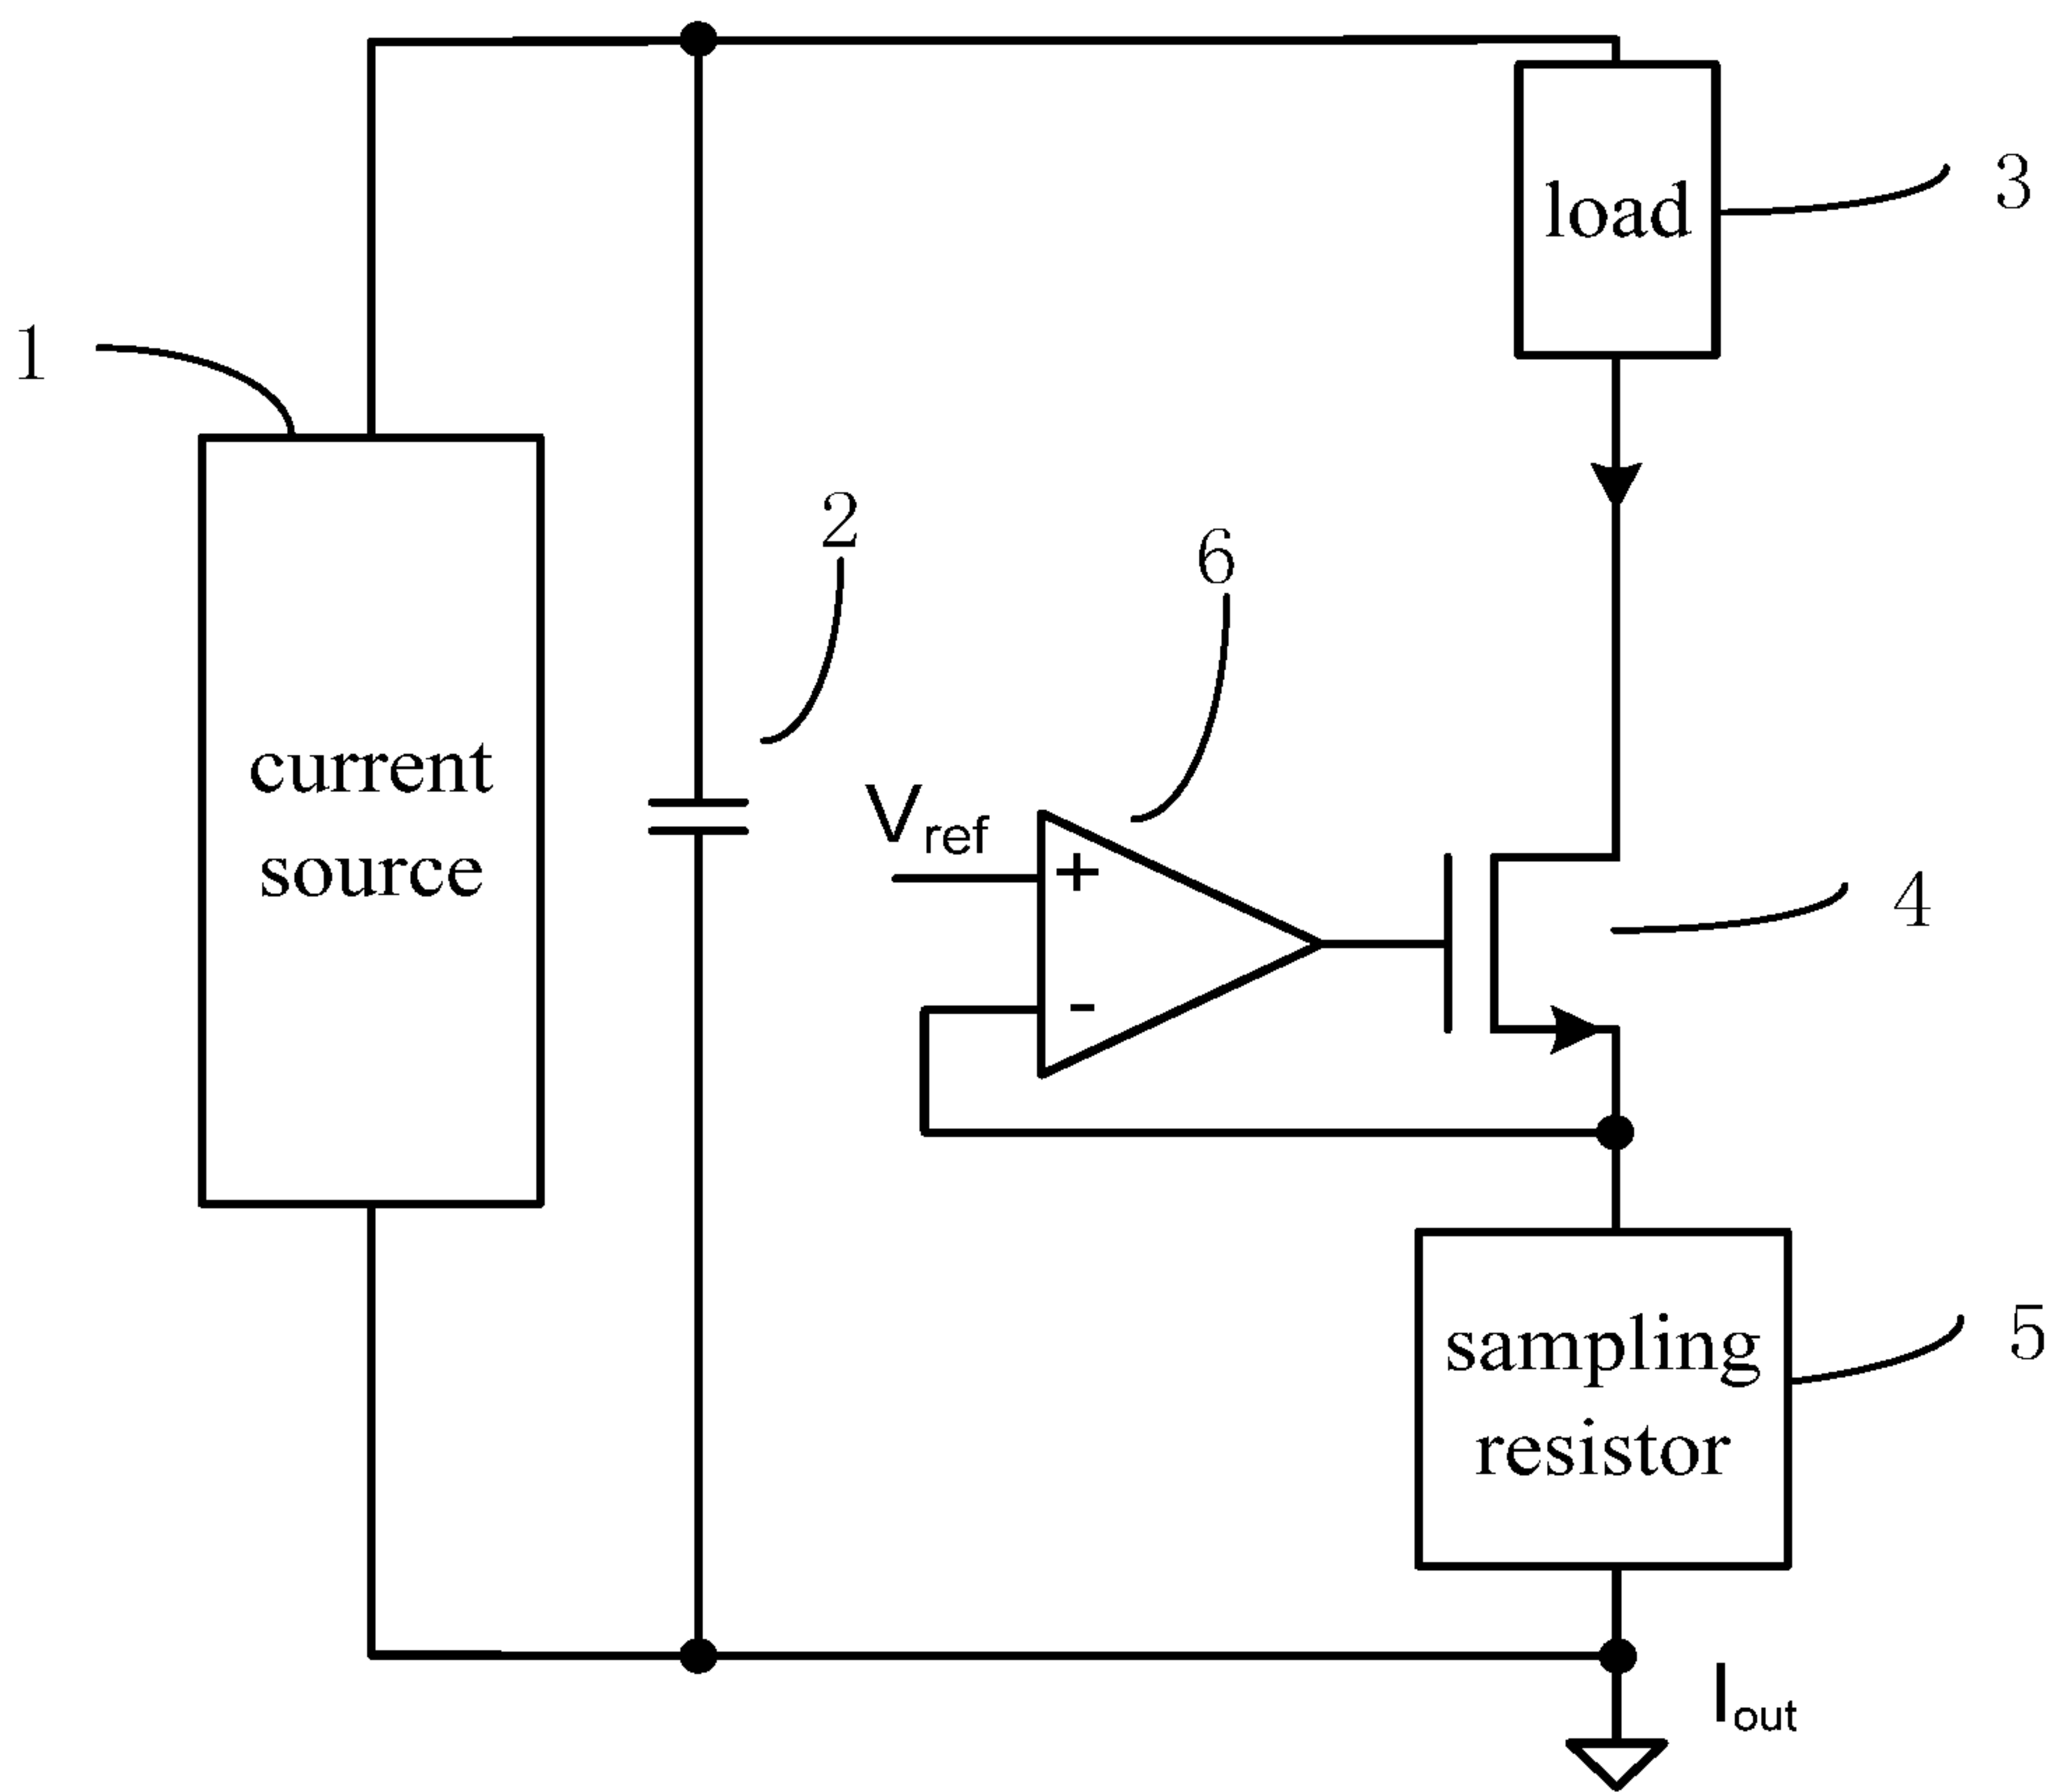 load
3
1
2
6
current
source
Vref
+
-
4
sampling
resistor
5
Iout